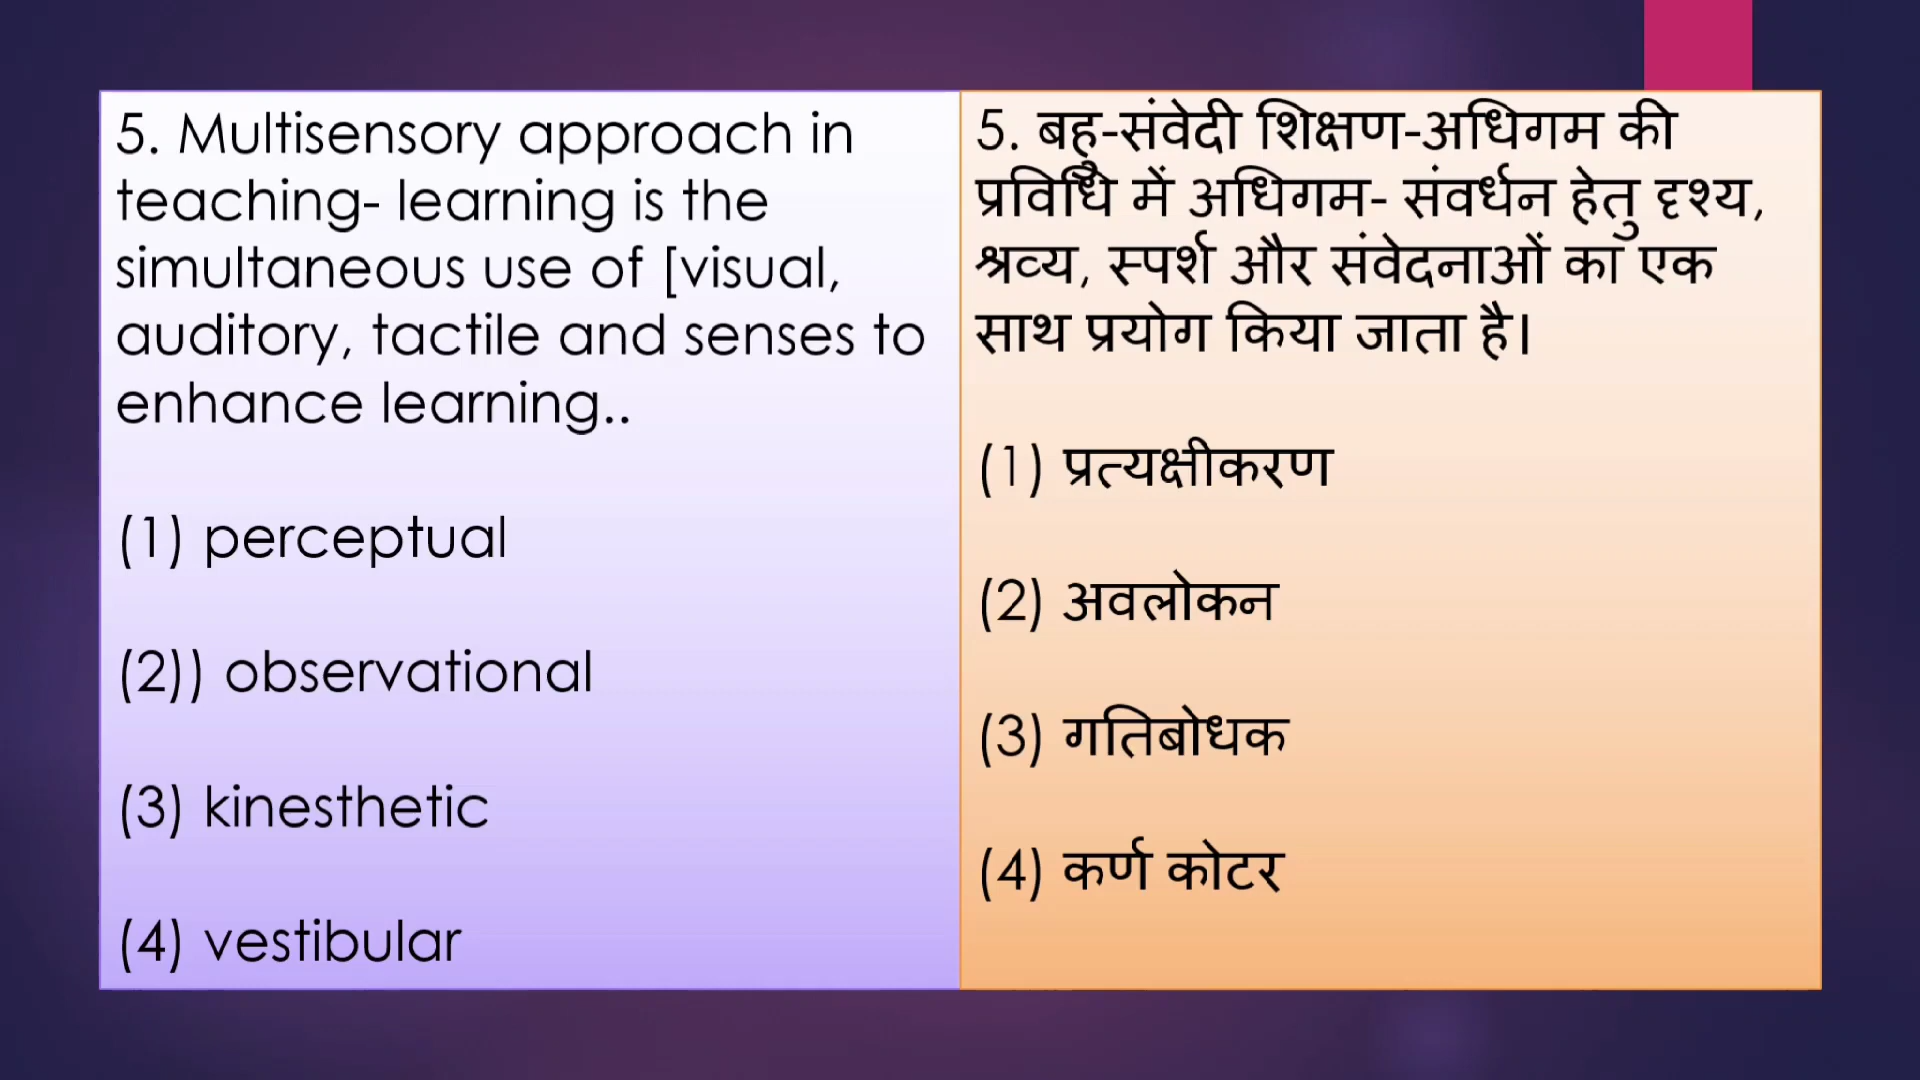 5. Multisensory approach in
teaching- learning is the
simultaneous use of [visual,
auditory, tactile and senses to
enhance learning..
(1) perceptual
(2)) observational
(3) kinesthetic
(4) vestibular
5. बहु-संवेदी शिक्षण-अधिगम की
प्रविधि में अधिगम- संवर्धन हेतु दृश्य,
श्रव्य, स्पर्श और संवेदनाओं का एक
साथ प्रयोग किया जाता है।
(1) प्रत्यक्षीकरण
(2) अवलोकन
(3) गतिबोधक
(4) कर्ण कोटर